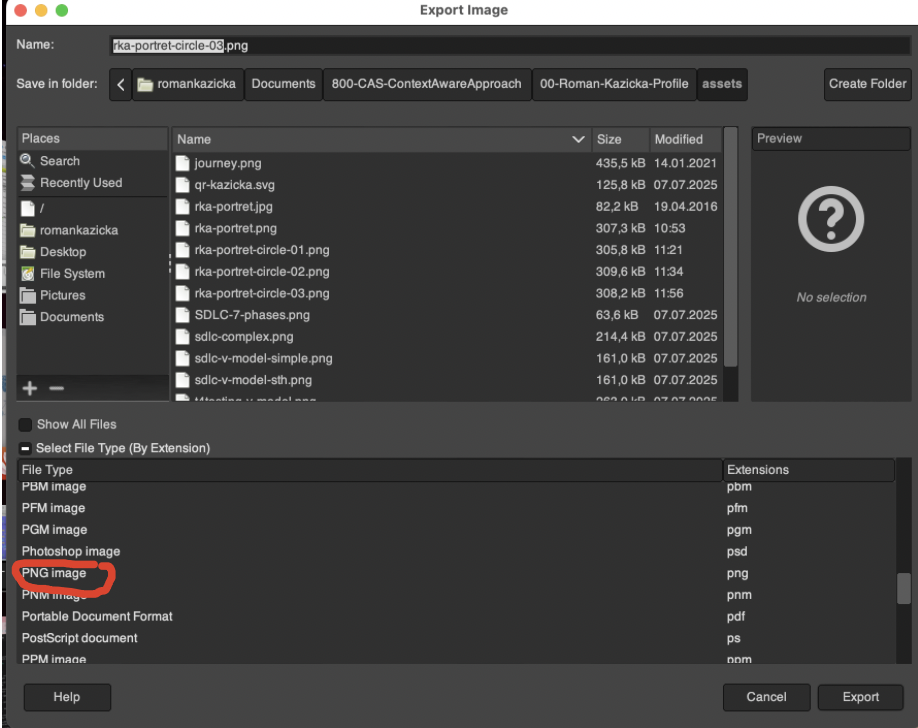 Export Image
Name: rka-portret-circle-03.png
Save in folder: romankazicka Documents 800-CAS-ContextAwareApproach 00-Roman-Kazicka-Profile assets Create Folder
Places
Search
Recently Used
/
romankazicka
Desktop
File System
Pictures
Documents
Name Size Modified
journey.png 435,5 kB 14.01.2021
qr-kazicka.svg 125,8 kB 07.07.2025
rka-portret.jpg 82,2 kB 19.04.2016
rka-portret.png 307,3 kB 10:53
rka-portret-circle-01.png 305,8 kB 11:21
rka-portret-circle-02.png 309,6 kB 11:34
rka-portret-circle-03.png 308,2 kB 11:56
SDLC-7-phases.png 63,6 kB 07.07.2025
sdlc-complex.png 214,4 kB 07.07.2025
sdlc-v-model-simple.png 161,0 kB 07.07.2025
sdlc-v-model-sth.png 161,0 kB 07.07.2025
Preview
No selection
Show All Files
Select File Type (By Extension)
File Type Extensions
PBM image pbm
PFM image pfm
PGM image pgm
Photoshop image psd
PNG image png
PNM image pnm
Portable Document Format pdf
PostScript document ps
PPM image ppm
Help Cancel Export